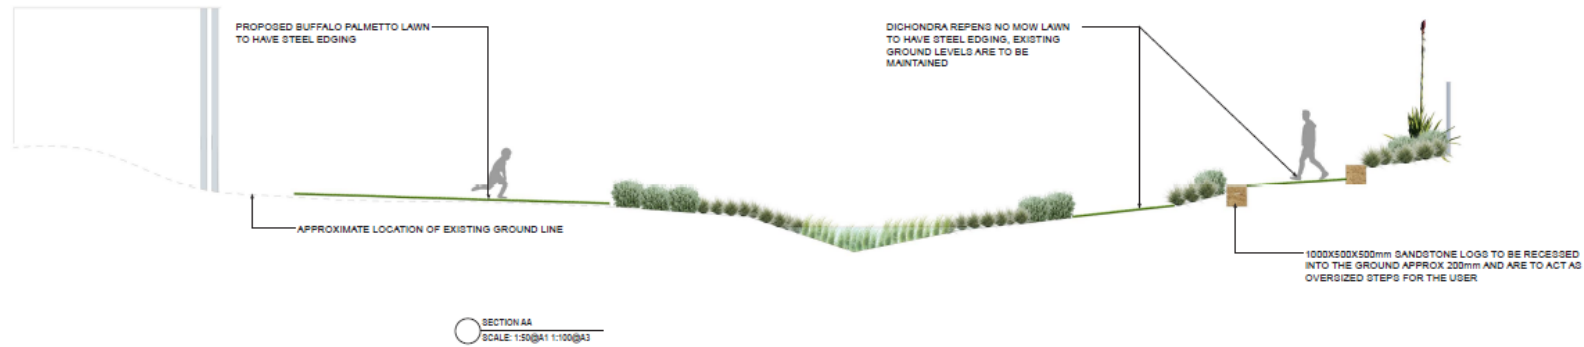 PROPOSED BUFFALO PALMETTO LAWN
TO HAVE STEEL EDGING
DICHONDRA REPENS NO MOW LAWN
TO HAVE STEEL EDGING, EXISTING
GROUND LEVELS ARE TO BE
MAINTAINED
APPROXIMATE LOCATION OF EXISTING GROUND LINE
1000X500X500mm SANDSTONE LOGS TO BE RECESSED
INTO THE GROUND APPROX 200mm AND ARE TO ACT AS
OVERSIZED STEPS FOR THE USER
SECTION AA
SCALE: 1:50@A1 1:100@A3